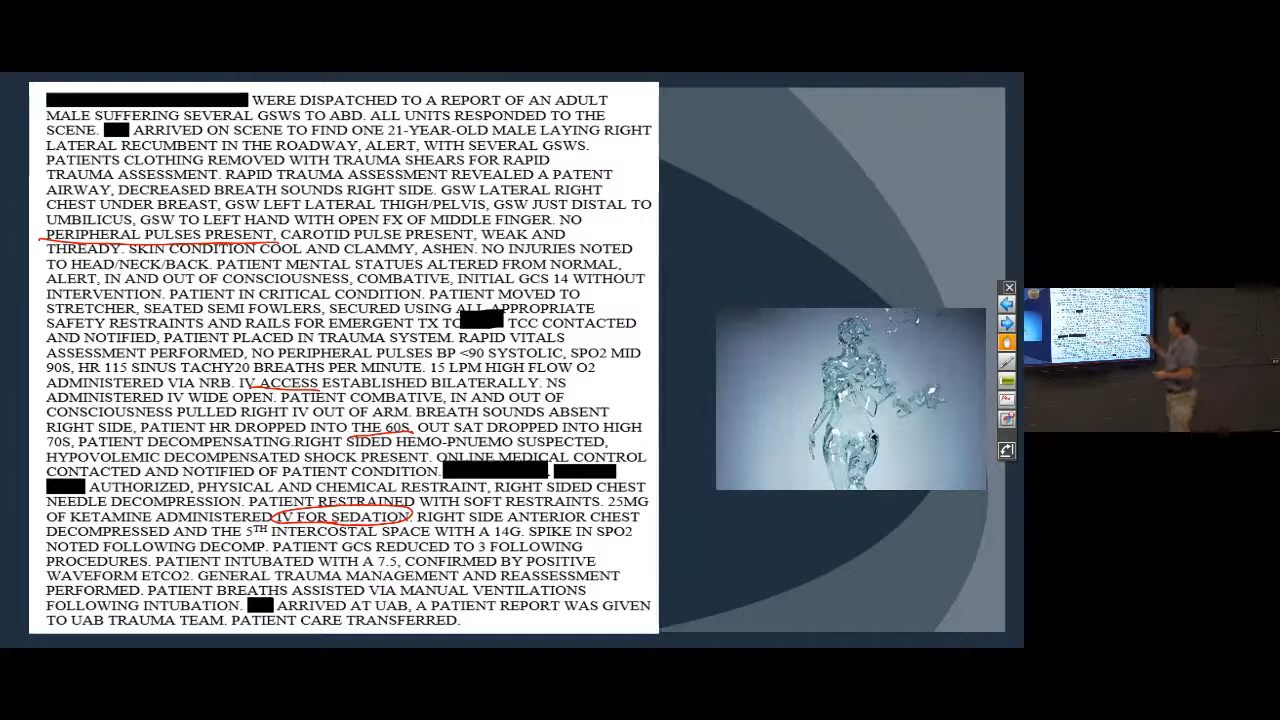 WERE DISPATCHED TO A REPORT OF AN ADULT
MALE SUFFERING SEVERAL GSWS TO ABD. ALL UNITS RESPONDED TO THE
SCENE. ARRIVED ON SCENE TO FIND ONE 21-YEAR-OLD MALE LAYING RIGHT
LATERAL RECUMBENT IN THE ROADWAY, ALERT, WITH SEVERAL GSWS.
PATIENTS CLOTHING REMOVED WITH TRAUMA SHEARS FOR RAPID
TRAUMA ASSESSMENT. RAPID TRAUMA ASSESSMENT REVEALED A PATENT
AIRWAY, DECREASED BREATH SOUNDS RIGHT SIDE. GSW LATERAL RIGHT
CHEST UNDER BREAST, GSW LEFT LATERAL THIGH/PELVIS, GSW JUST DISTAL TO
UMBILICUS, GSW TO LEFT HAND WITH OPEN FX OF MIDDLE FINGER. NO
PERIPHERAL PULSES PRESENT, CAROTID PULSE PRESENT, WEAK AND
THREADY. SKIN CONDITION COOL AND CLAMMY, ASHEN. NO INJURIES NOTED
TO HEAD/NECK/BACK. PATIENT MENTAL STATUES ALTERED FROM NORMAL,
ALERT, IN AND OUT OF CONSCIOUSNESS, COMBATIVE, INITIAL GCS 14 WITHOUT
INTERVENTION. PATIENT IN CRITICAL CONDITION. PATIENT MOVED TO
STRETCHER, SEATED SEMI FOWLERS, SECURED USING ALL APPROPRIATE
SAFETY RESTRAINTS AND RAILS FOR EMERGENT TX TO TCC CONTACTED
AND NOTIFIED, PATIENT PLACED IN TRAUMA SYSTEM. RAPID VITALS
ASSESSMENT PERFORMED, NO PERIPHERAL PULSES BP <90 SYSTOLIC, SPO2 MID
90S, HR 115 SINUS TACHY20 BREATHS PER MINUTE. 15 LPM HIGH FLOW O2
ADMINISTERED VIA NRB. IV ACCESS ESTABLISHED BILATERALLY. NS
ADMINISTERED IV WIDE OPEN. PATIENT COMBATIVE, IN AND OUT OF
CONSCIOUSNESS PULLED RIGHT IV OUT OF ARM. BREATH SOUNDS ABSENT
RIGHT SIDE, PATIENT HR DROPPED INTO THE 60S, OUT SAT DROPPED INTO HIGH
70S, PATIENT DECOMPENSATING.RIGHT SIDED HEMO-PNUEMO SUSPECTED,
HYPOVOLEMIC DECOMPENSATED SHOCK PRESENT. ONLINE MEDICAL CONTROL
CONTACTED AND NOTIFIED OF PATIENT CONDITION.
AUTHORIZED, PHYSICAL AND CHEMICAL RESTRAINT, RIGHT SIDED CHEST
NEEDLE DECOMPRESSION. PATIENT RESTRAINED WITH SOFT RESTRAINTS. 25MG
OF KETAMINE ADMINISTERED IV FOR SEDATION. RIGHT SIDE ANTERIOR CHEST
DECOMPRESSED AND THE 5TH INTERCOSTAL SPACE WITH A 14G. SPIKE IN SPO2
NOTED FOLLOWING DECOMP. PATIENT GCS REDUCED TO 3 FOLLOWING
PROCEDURES. PATIENT INTUBATED WITH A 7.5, CONFIRMED BY POSITIVE
WAVEFORM ETCO2. GENERAL TRAUMA MANAGEMENT AND REASSESSMENT
PERFORMED. PATIENT BREATHS ASSISTED VIA MANUAL VENTILATIONS
FOLLOWING INTUBATION. ARRIVED AT UAB, A PATIENT REPORT WAS GIVEN
TO UAB TRAUMA TEAM. PATIENT CARE TRANSFERRED.